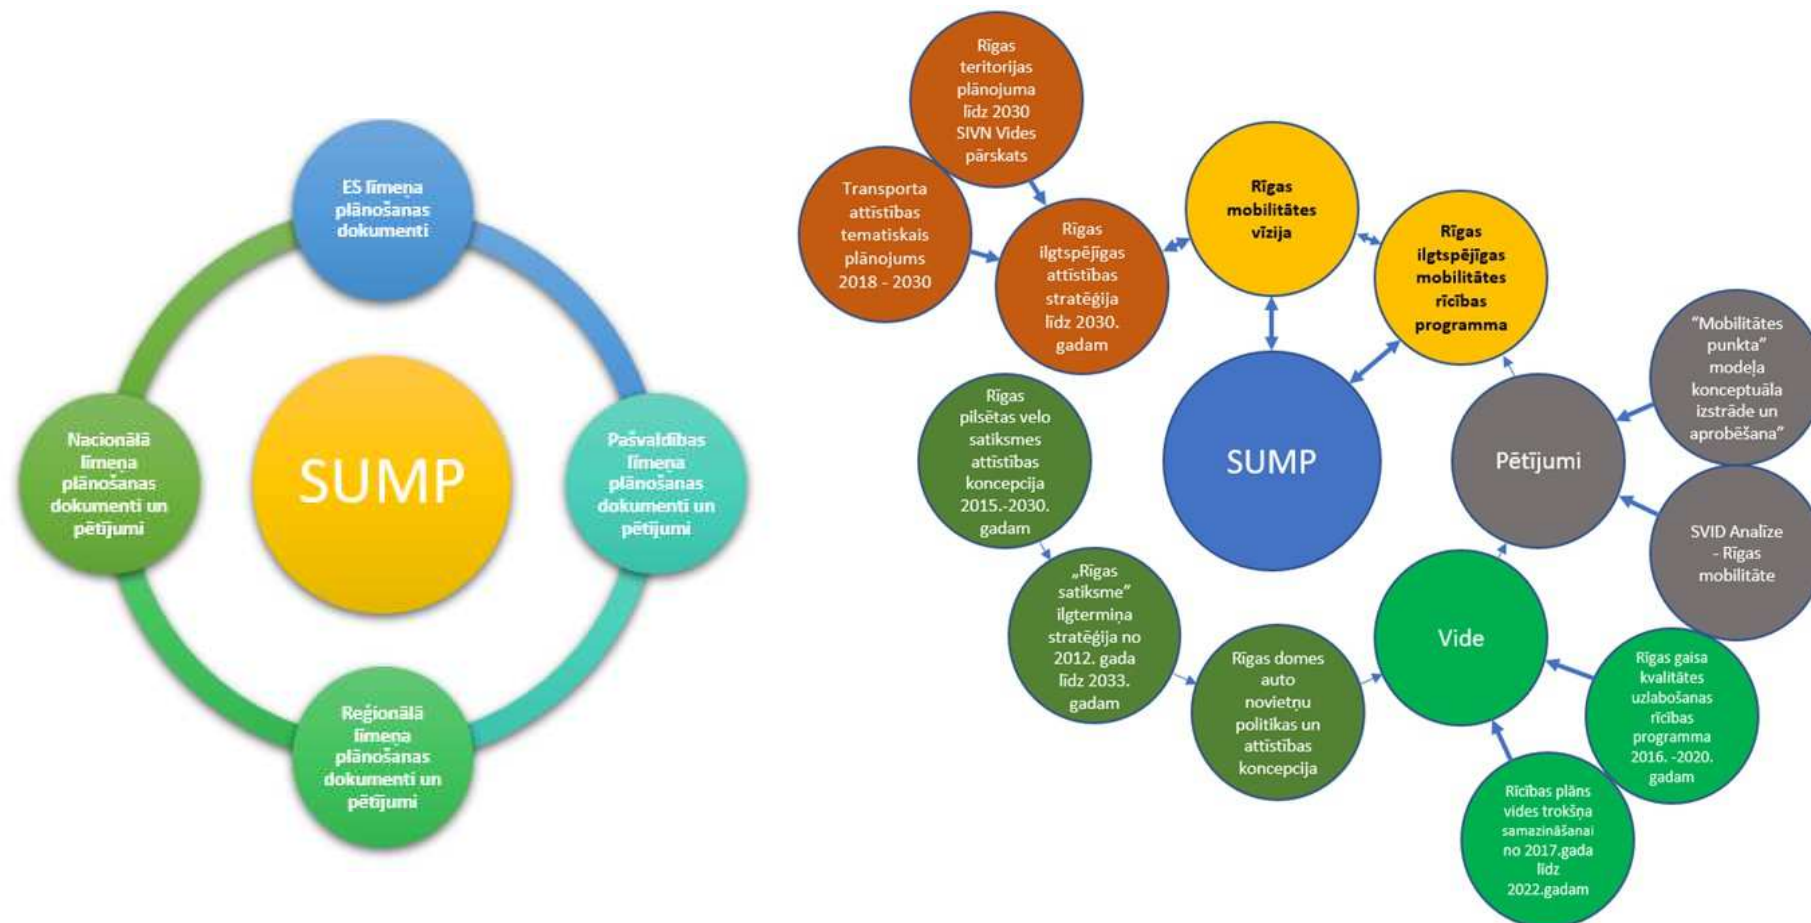 ES līmeņa
plānošanas
dokumenti
Nacionālā
līmeņa
plānošanas
dokumenti un
pētījumi
SUMP
Pašvaldības
līmeņa
plānošanas
dokumenti un
pētījumi
Reģionālā
līmeņa
plānošanas
dokumenti un
pētījumi
Rīgas
teritorijas
plānojuma
līdz 2030
SIVN Vides
pārskats
Transporta
attīstības
tematiskais
plānojums
2018 - 2030
Rīgas
ilgtspējīgas
attīstības
stratēģija
līdz 2030.
gadam
Rīgas
mobilitātes
vīzija
Rīgas
ilgtspējīgas
mobilitātes
rīcības
programma
"Mobilitātes
punkta"
modeļa
konceptuāla
izstrāde un
aprobēšana"
Rīgas
pilsētas velo
satiksmes
attīstības
koncepcija
2015.-2030.
gadam
SUMP
Pētījumi
SVID Analīze
- Rīgas
mobilitāte
„Rīgas
satiksme"
ilgtermiņa
stratēģija no
2012. gada
līdz 2033.
gadam
Rīgas domes
auto
novietņu
politikas un
attīstības
koncepcija
Vide
Rīgas gaisa
kvalitātes
uzlabošanas
rīcības
programma
2016. -2020.
gadam
Rīcības plāns
vides trokšņa
samazināšanai
no 2017.gada
līdz
2022.gadam